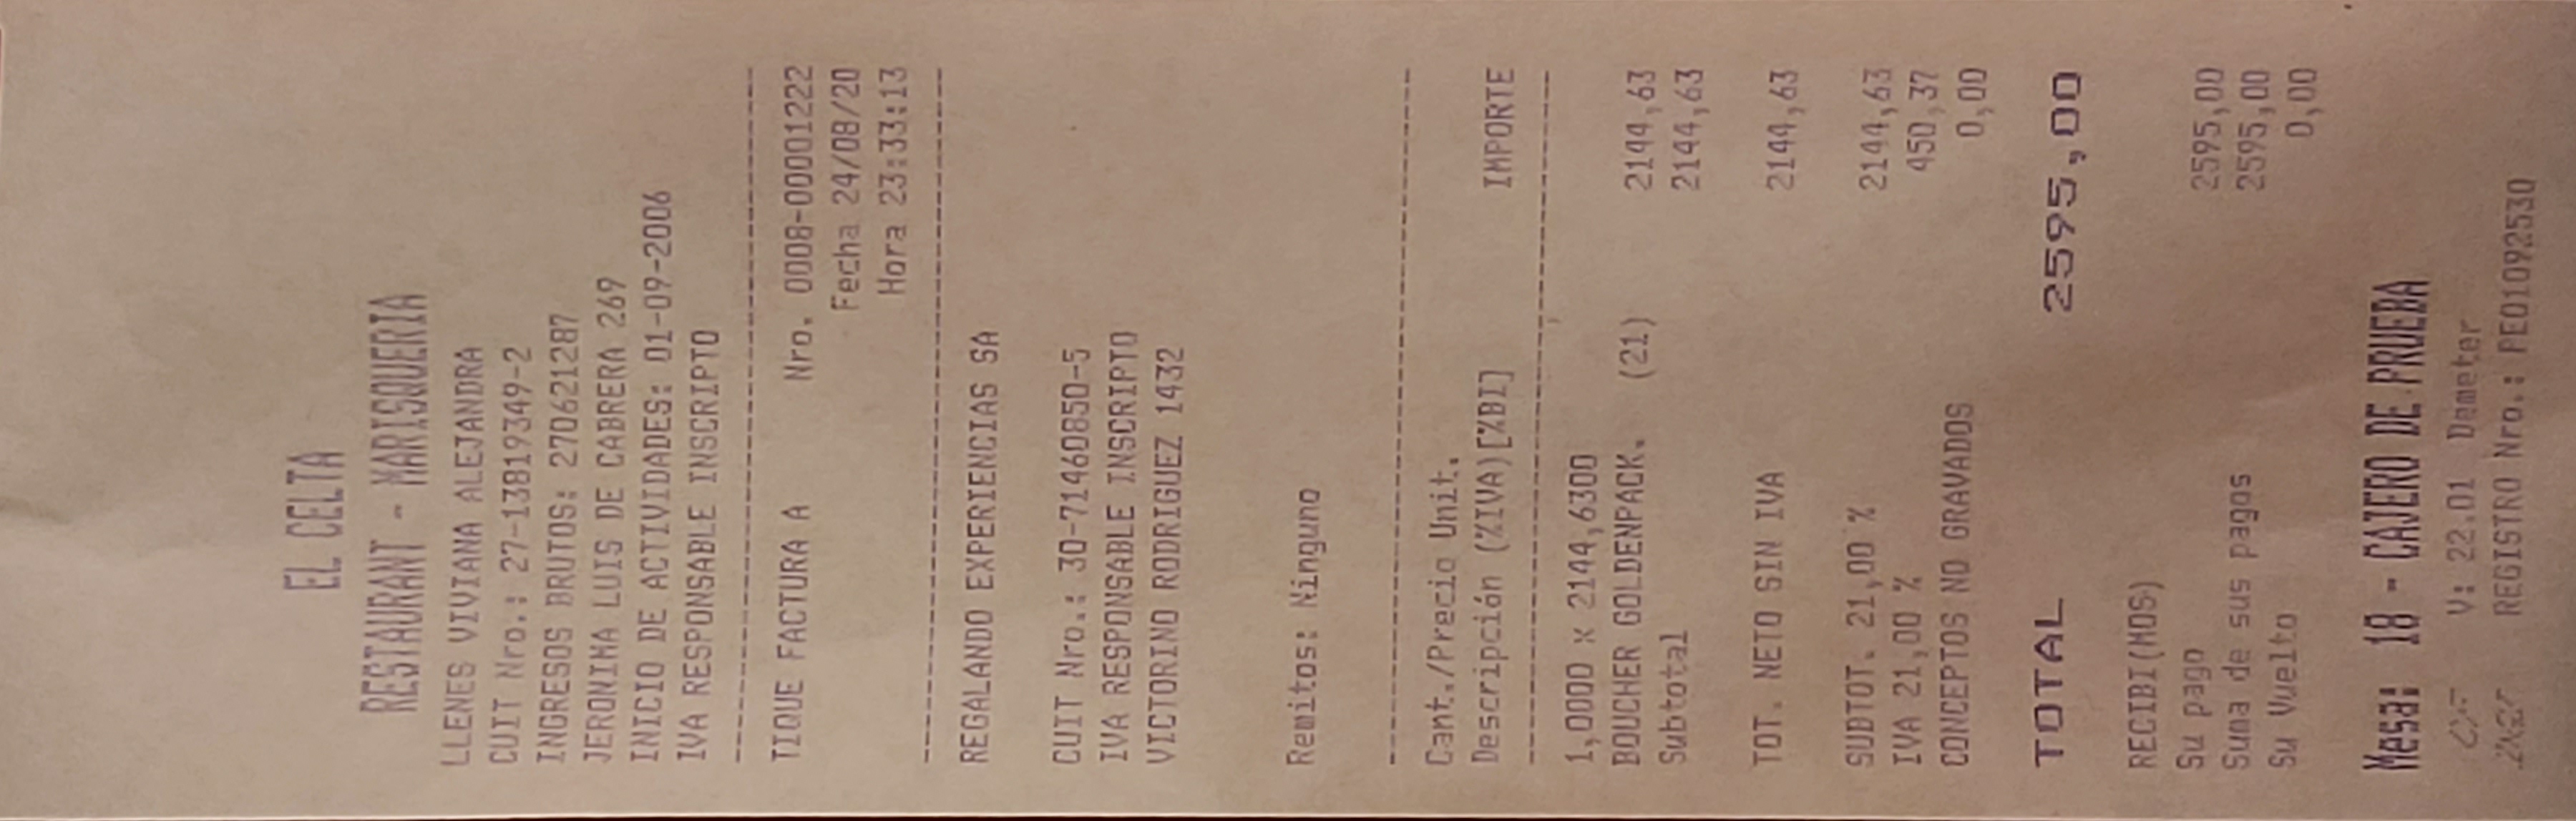 EL CELTA
RESTAURANT - MARISQUERIA
LLENES VIVIANA ALEJANDRA
CUIT Nro.: 27-13819349-2
INGRESOS BRUTOS: 270621287
JERONIMA LUIS DE CABRERA 269
INICIO DE ACTIVIDADES: 01-09-2006
IVA RESPONSABLE INSCRIPTO
TIQUE FACTURA A Nro. 0008-00001222
Fecha 24/08/20
Hora 23:33:13
REGALANDO EXPERIENCIAS SA
CUIT Nro.: 30-71460850-5
IVA RESPONSABLE INSCRIPTO
VICTORINO RODRIGUEZ 1432
Remitos: Ninguno
Cant./Precio Unit.
Descripción (%IVA)[%BI] IMPORTE
1,0000 x 2144,6300
BOUCHER GOLDENPACK. (21) 2144,63
Subtotal 2144,63
TOT. NETO SIN IVA 2144,63
SUBTOT. 21,00 % 2144,63
IVA 21,00 % 450,37
CONCEPTOS NO GRAVADOS 0,00
TOTAL 2595,00
RECIBI(MOS)
Su pago 2595,00
Suma de sus pagos 2595,00
Su Vuelto 0,00
Mesa: 18 - CAJERO DE PRUEBA
V: 22.01 Demeter
REGISTRO Nro.: PEO1092530